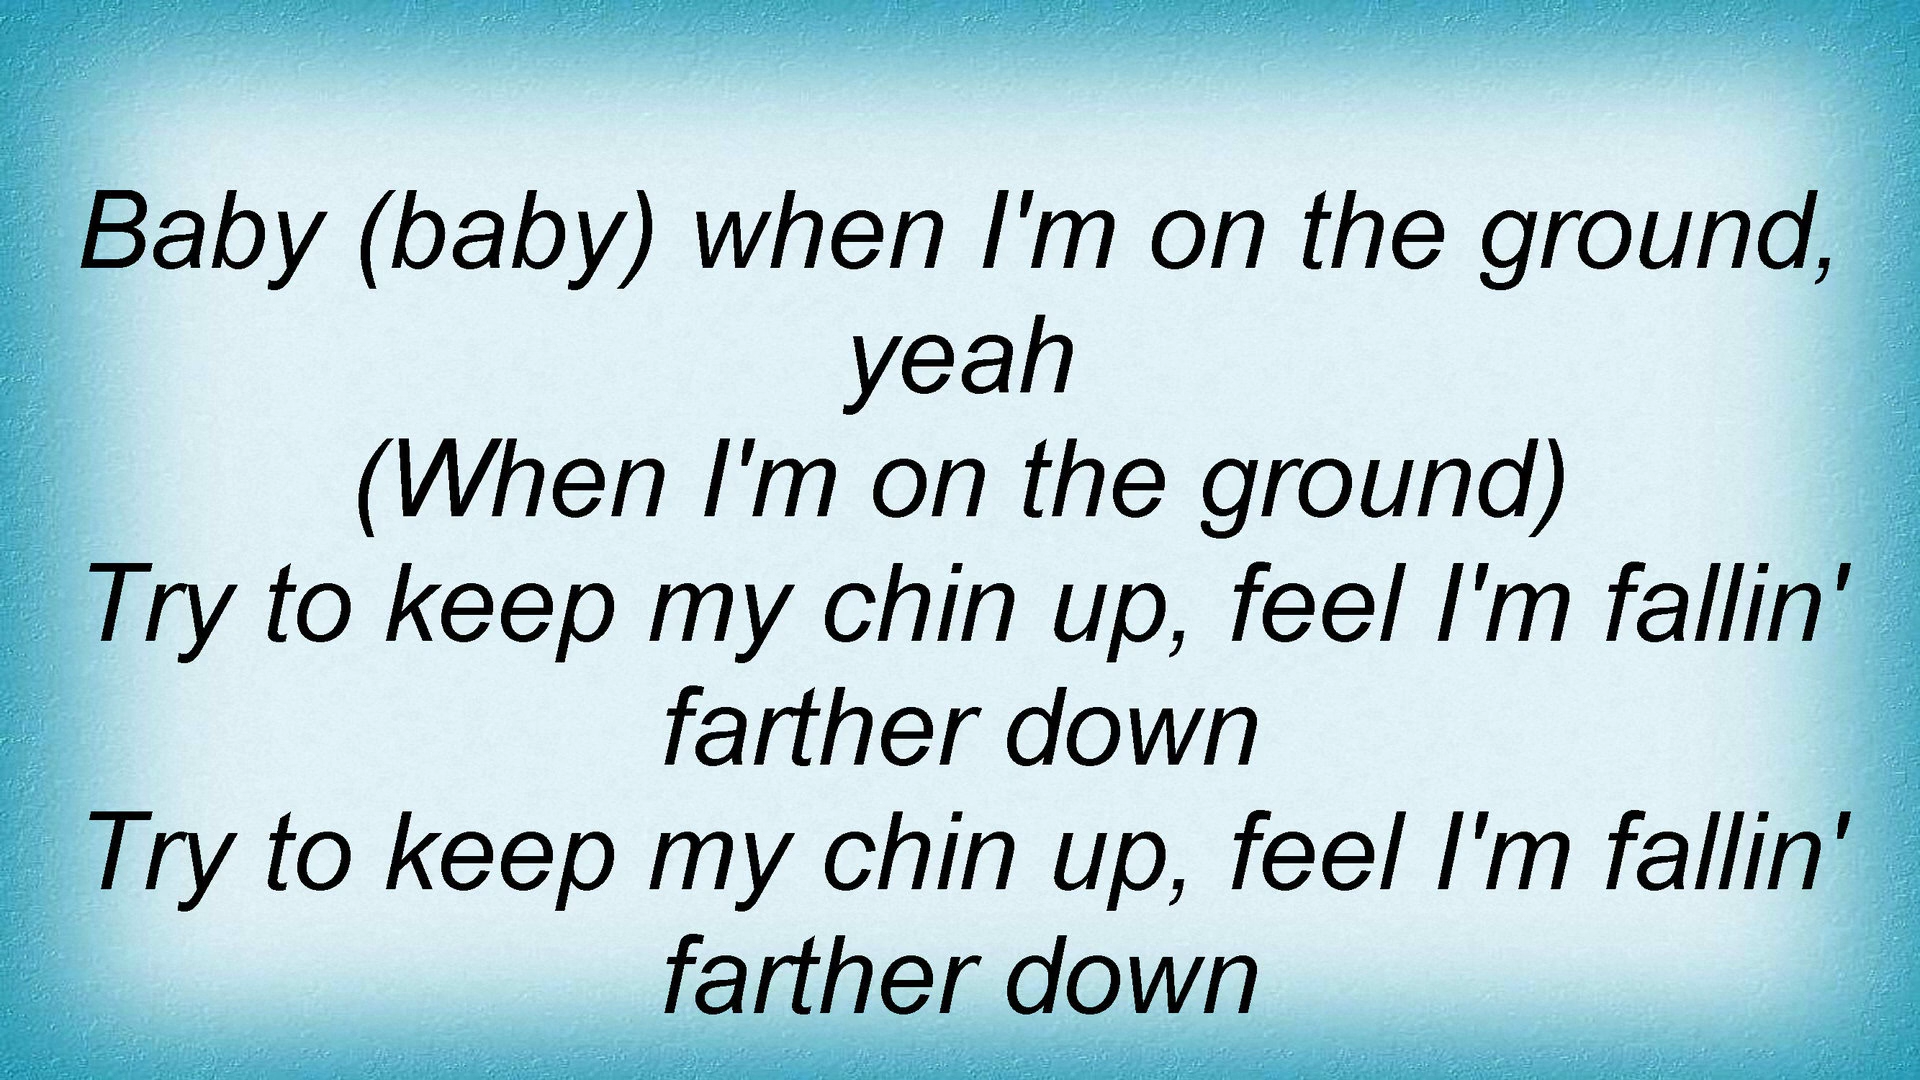 Baby (baby) when I'm on the ground,
yeah
(When I'm on the ground)
Try to keep my chin up, feel I'm fallin'
farther down
Try to keep my chin up, feel I'm fallin'
farther down